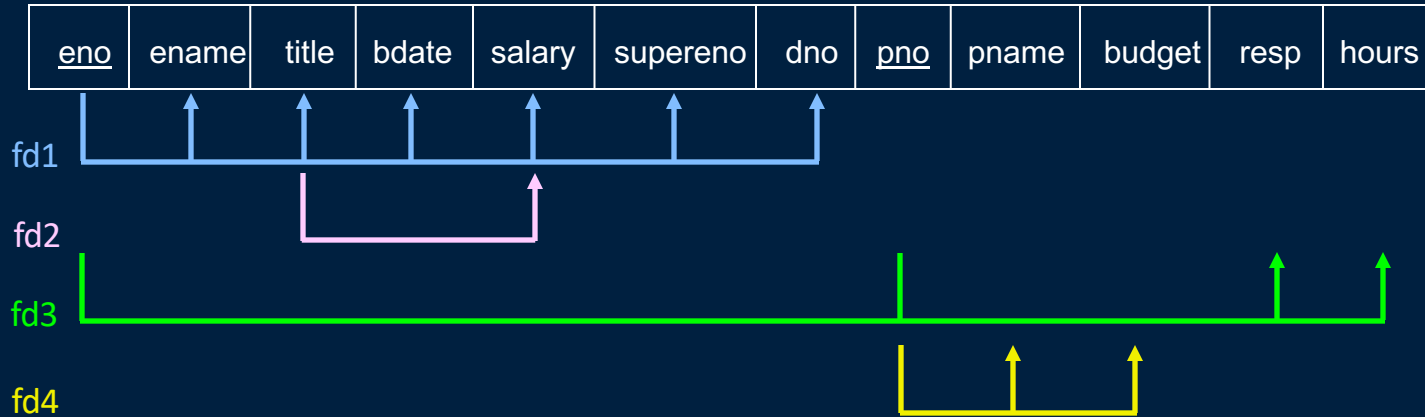 eno ename title bdate salary supereno dno pno pname budget resp hours
fd1
fd2
fd3
fd4